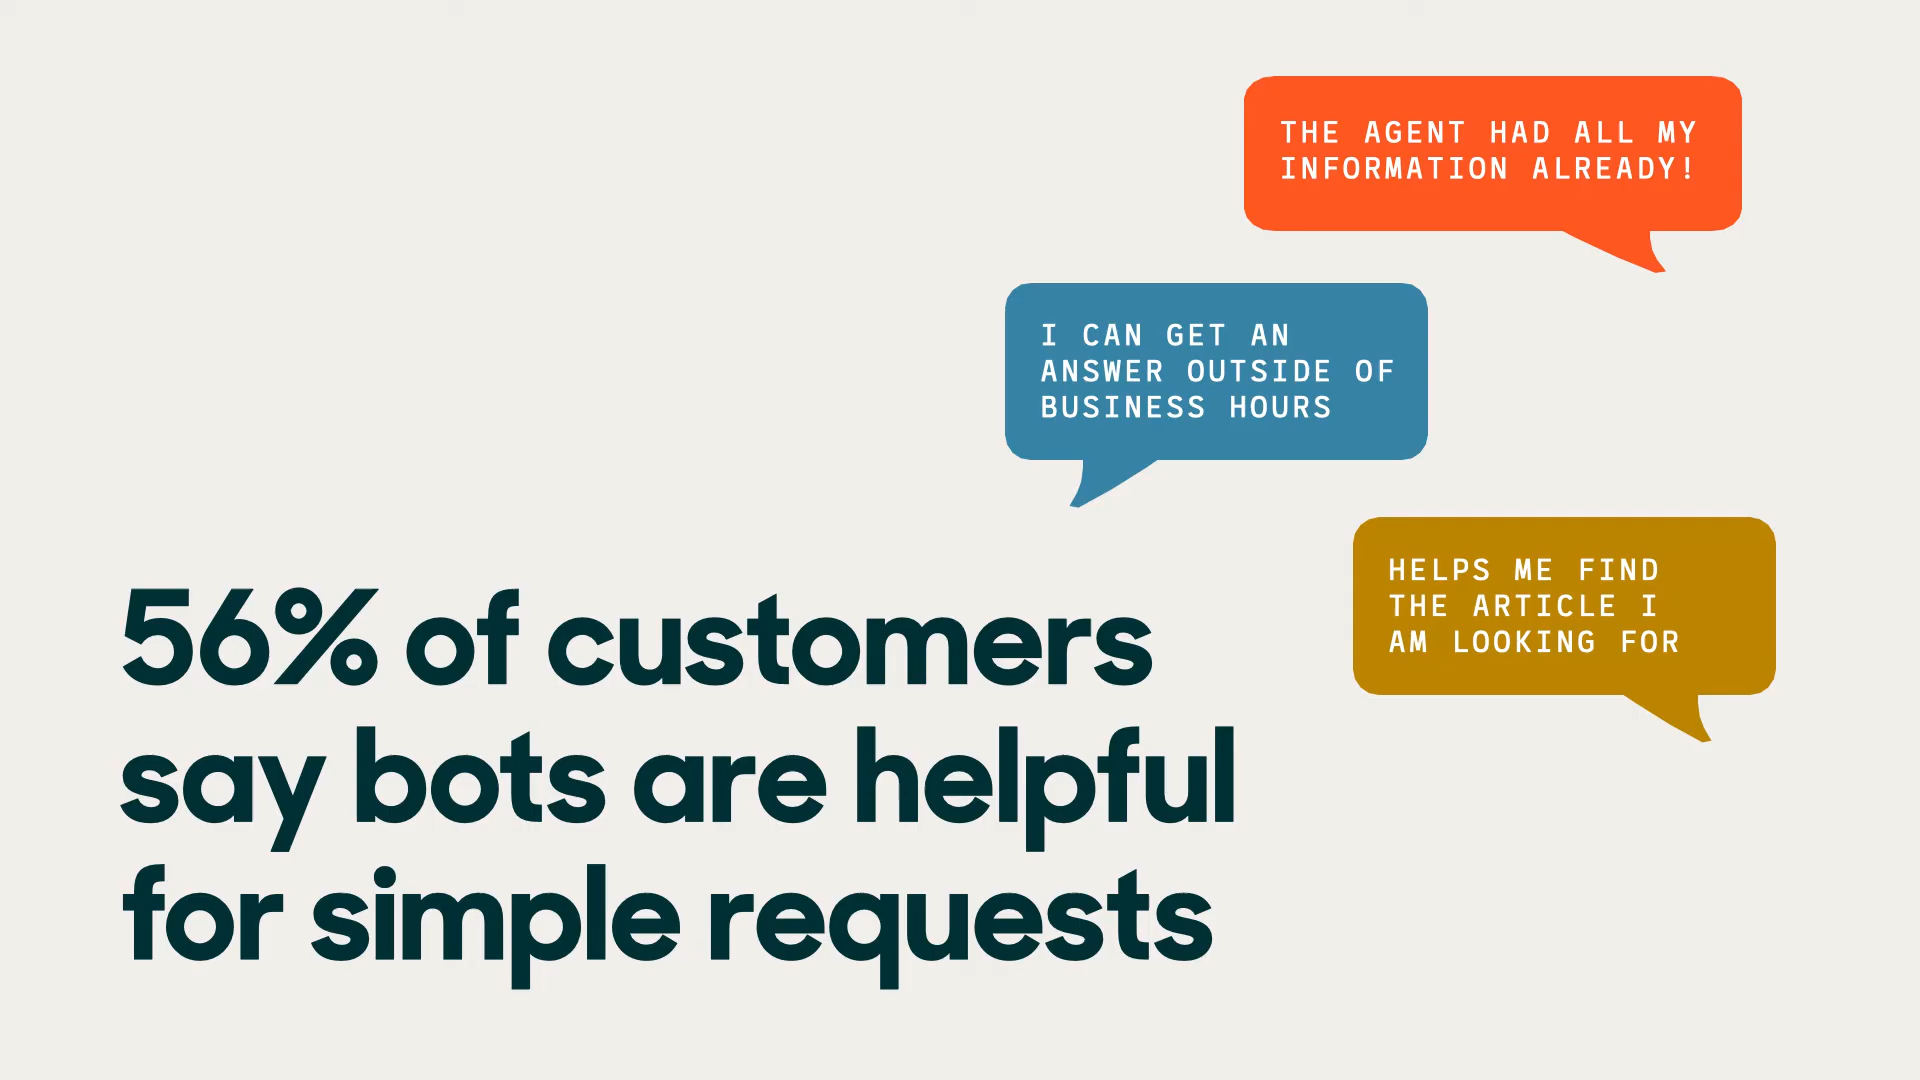 THE AGENT HAD ALL MY
INFORMATION ALREADY!
I CAN GET AN
ANSWER OUTSIDE OF
BUSINESS HOURS
HELPS ME FIND
THE ARTICLE I
AM LOOKING FOR
56% of customers
say bots are helpful
for simple requests